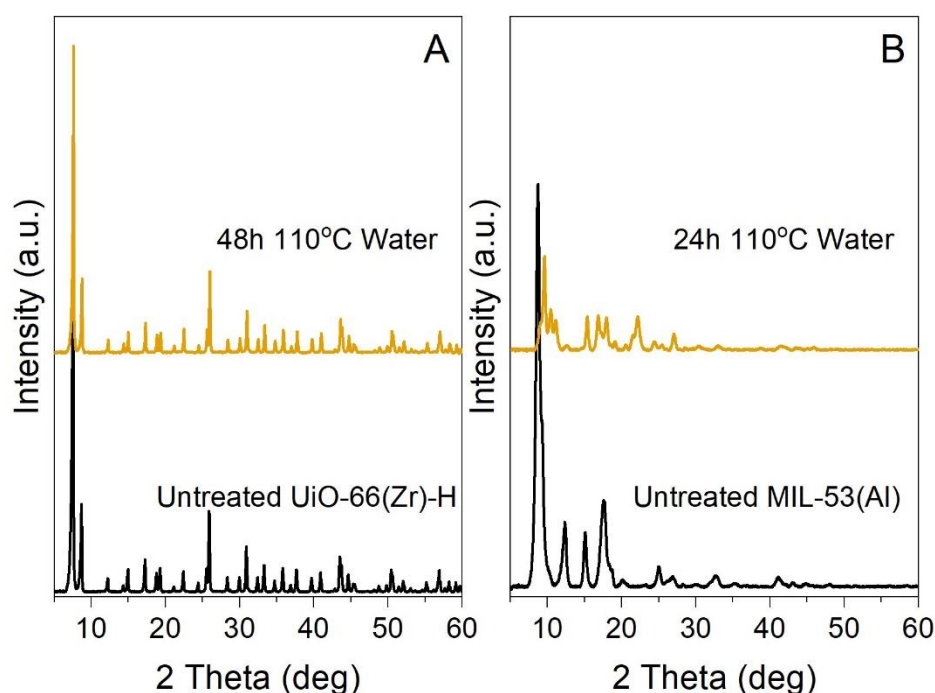 A
B
48h 110°C Water
24h 110°C Water
Untreated UiO-66(Zr)-H
Untreated MIL-53(Al)
Intensity (a.u.)
Intensity (a.u.)
10 20 30 40 50 60
10 20 30 40 50 60
2 Theta (deg)
2 Theta (deg)